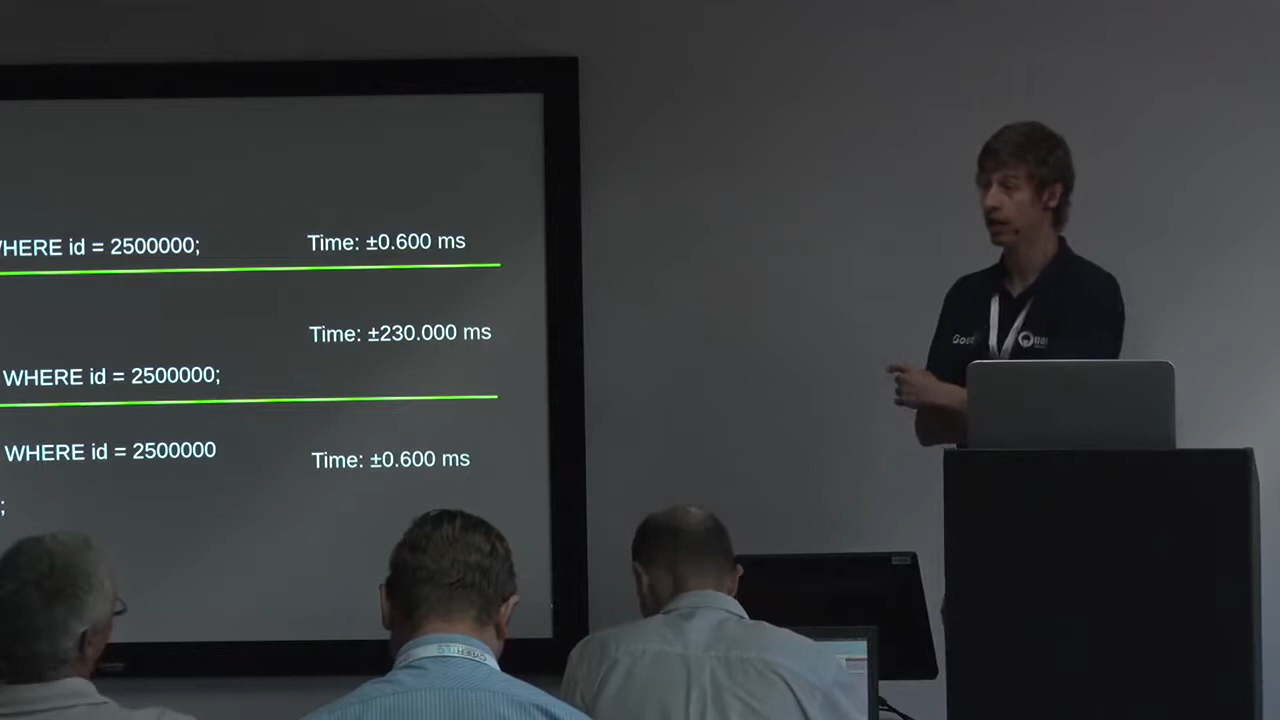 WHERE id = 2500000;
Time: ±0.600 ms
Time: ±230.000 ms
WHERE id = 2500000;
WHERE id = 2500000
Time: ±0.600 ms
;